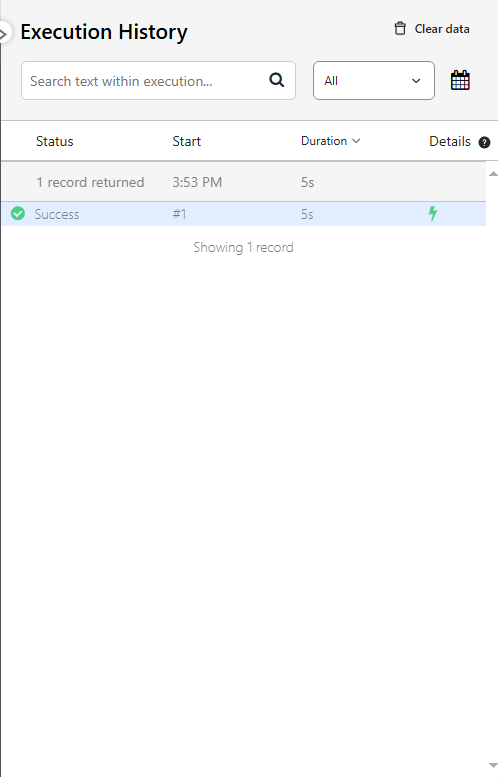 Execution History
Clear data
Search text within execution...
All
Status Start Duration Details ?
1 record returned 3:53 PM 5s
Success #1 5s
Showing 1 record